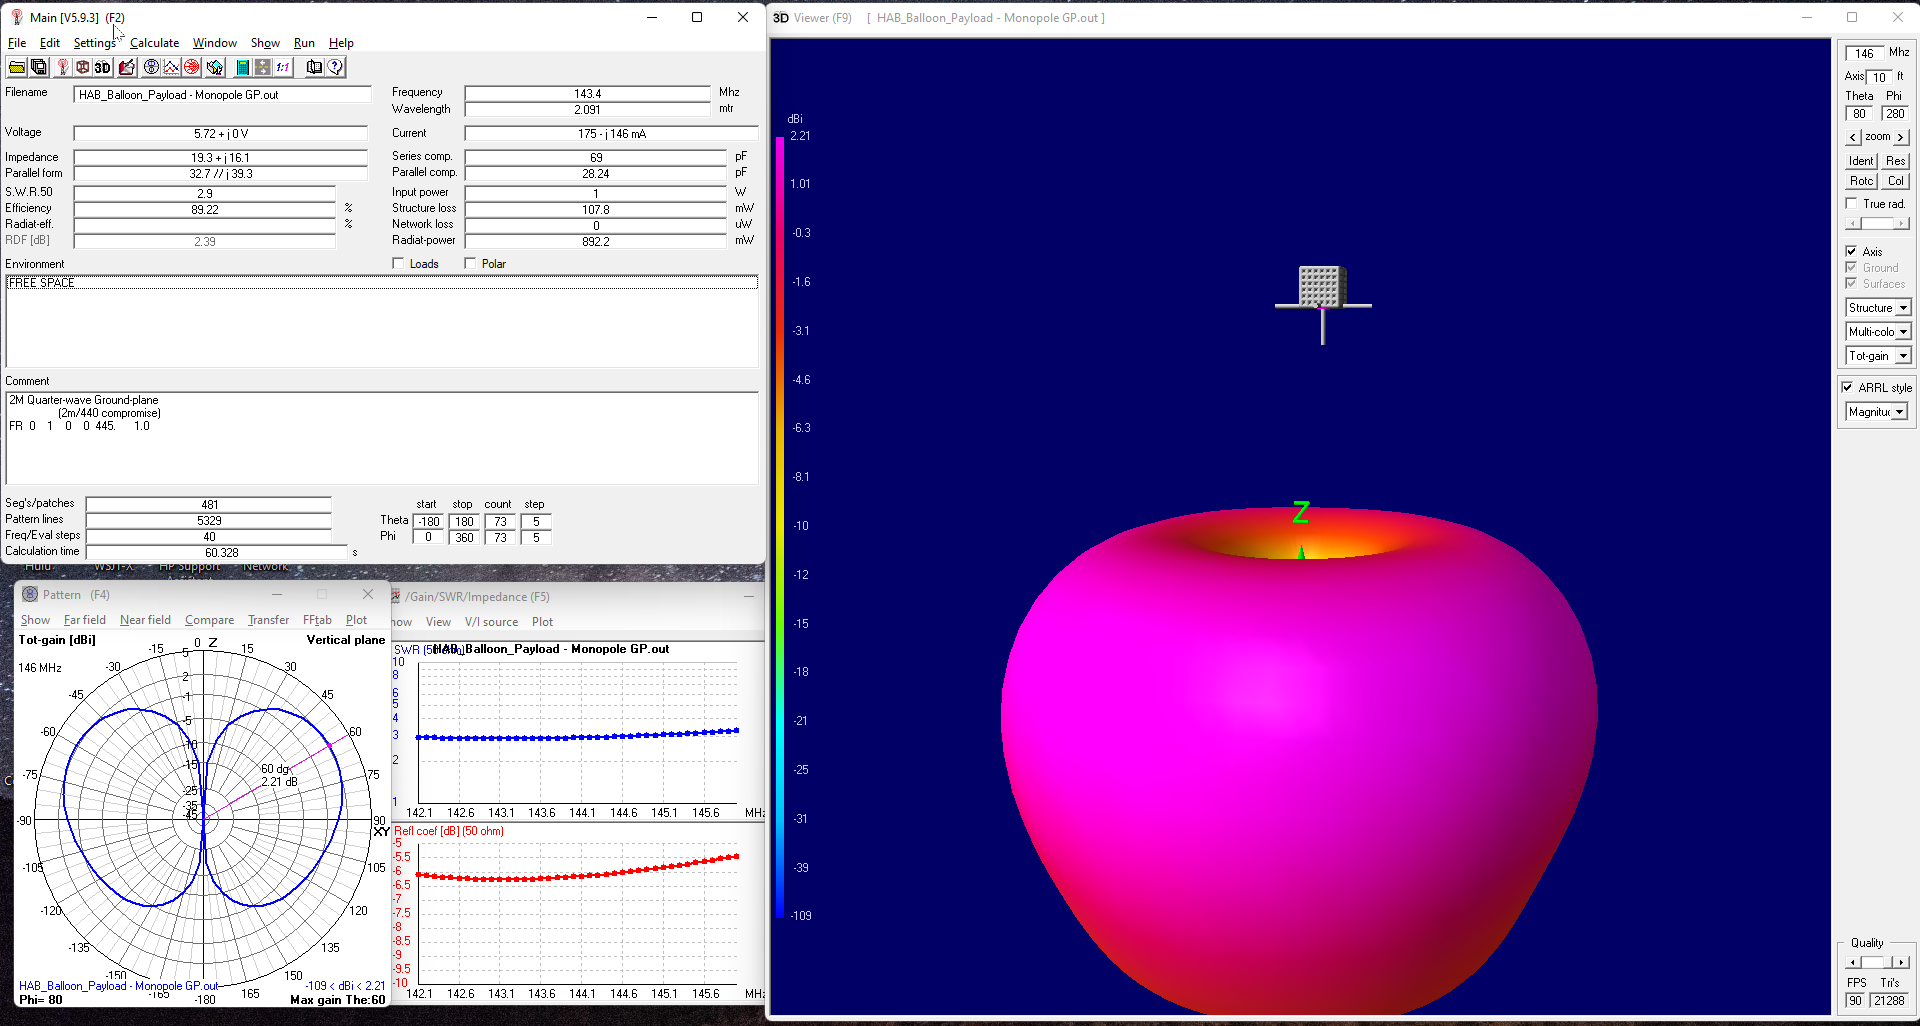 Main [V5.9.3] (F2)
File Edit Settings Calculate Window Show Run Help
3D 1:1
Filename HAB_Balloon_Payload - Monopole GP.out
Frequency 143.4 Mhz
Wavelength 2.091 mtr
Voltage 5.72 + j 0 V
Current 175 - j 146 mA
Impedance 19.3 + j 16.1
Series comp. 69 pF
Parallel form 32.7 // j 39.3
Parallel comp. 28.24 pF
S.W.R.50 2.9
Input power 1 W
Efficiency 89.22 %
Structure loss 107.8 mW
Radiat-eff. %
Network loss 0 uW
RDF [dB] 2.39
Radiat-power 892.2 mW
Environment
Loads Polar
FREE SPACE
Comment
2M Quarter-wave Ground-plane
(2m/440 compromise)
FR 0 1 0 0 445. 1.0
Seg's/patches 481
Pattern lines 5329
Freq/Eval steps 40
Calculation time 60.328 s
start stop count step
Theta -180 180 73 5
Phi 0 360 73 5
WSJT-X HP Support Network
Pattern (F4)
Show Far field Near field Compare Transfer FFtab Plot
Tot-gain [dBi] Vertical plane
146 MHz
0 Z
-15 15
-30 30
-45 45
-60 60
-75 75
-90 90
XY
-105 105
-120 120
-135 135
-150 150
-165 165
-180
5
2
-1
-5
-10
-15
-25
-35
-45
60 dg
2.21 dB
HAB_Balloon_Payload - Monopole GP.out
-109 < dBi < 2.21
Phi= 80
Max gain The:60
/Gain/SWR/Impedance (F5)
how View V/I source Plot
SWR (50 ohm)
HAB_Balloon_Payload - Monopole GP.out
10
8
6
5
4
3
2
1
142.1 142.6 143.1 143.6 144.1 144.6 145.1 145.6 MHz
Refl coef [dB] (50 ohm)
-5
-5.5
-6
-6.5
-7
-7.5
-8
-8.5
-9
-9.5
-10
142.1 142.6 143.1 143.6 144.1 144.6 145.1 145.6 MHz
3D Viewer (F9) [ HAB_Balloon_Payload - Monopole GP.out ]
dBi
2.21
1.01
-0.3
-1.6
-3.1
-4.6
-6.3
-8.1
-10
-12
-15
-18
-21
-25
-31
-39
-109
Z
146 Mhz
Axis 10 ft
Theta Phi
80 280
< zoom >
Ident Res
Rotc Col
True rad.
Axis
Ground
Surfaces
Structure
Multi-colo
Tot-gain
ARRL style
Magnituc
Quality
FPS Tri's
90 21288